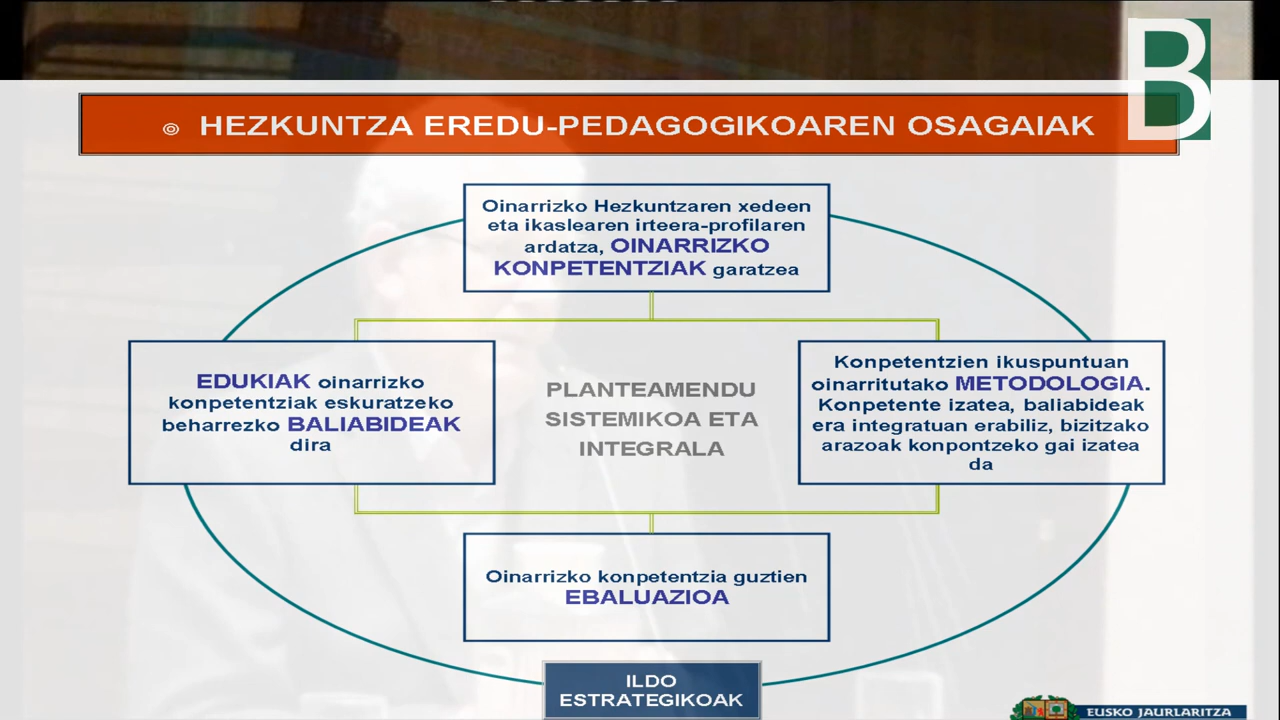 B
HEZKUNTZA EREDU-PEDAGOGIKOAREN OSAGAIAK
Oinarrizko Hezkuntzaren xedeen
eta ikaslearen irteera-profilaren
ardatza, OINARRIZKO
KONPETENTZIAK garatzea
EDUKIAK oinarrizko
konpetentziak eskuratzeko
beharrezko BALIABIDEAK
dira
PLANTEAMENDU
SISTEMIKOA ETA
INTEGRALA
Konpetentzien ikuspuntuan
oinarritutako METODOLOGIA.
Konpetente izatea, baliabideak
era integratuan erabiliz, bizitzako
arazoak konpontzeko gai izatea
da
Oinarrizko konpetentzia guztien
EBALUAZIOA
ILDO
ESTRATEGIKOAK
EUSKO JAURLARITZA